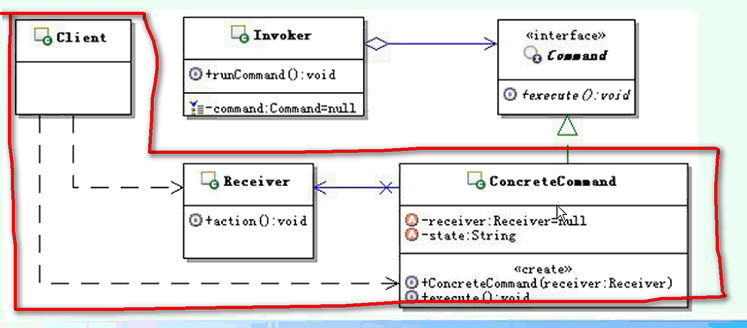 Client
Invoker
+runCommand():void
-command:Command=null
«interface»
Command
+execute():void
Receiver
+action():void
ConcreteCommand
-receiver:Receiver=null
-state:String
«create»
+ConcreteCommand(receiver:Receiver)
+execute():void